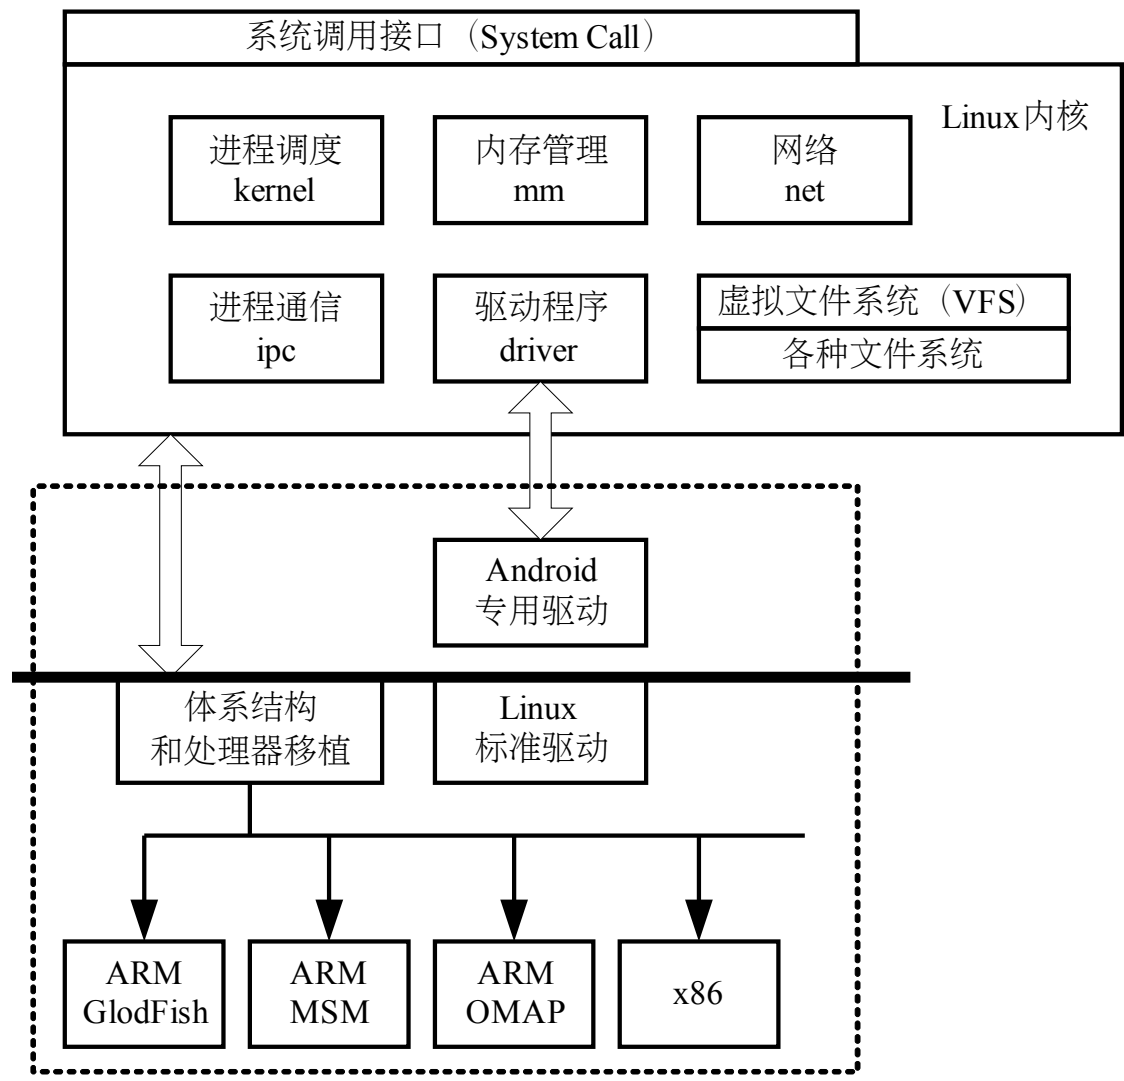 系统调用接口（System Call）
Linux内核
进程调度
kernel
内存管理
mm
网络
net
进程通信
ipc
驱动程序
driver
虚拟文件系统（VFS）
各种文件系统
Android
专用驱动
体系结构
和处理器移植
Linux
标准驱动
ARM
GlodFish
ARM
MSM
ARM
OMAP
x86